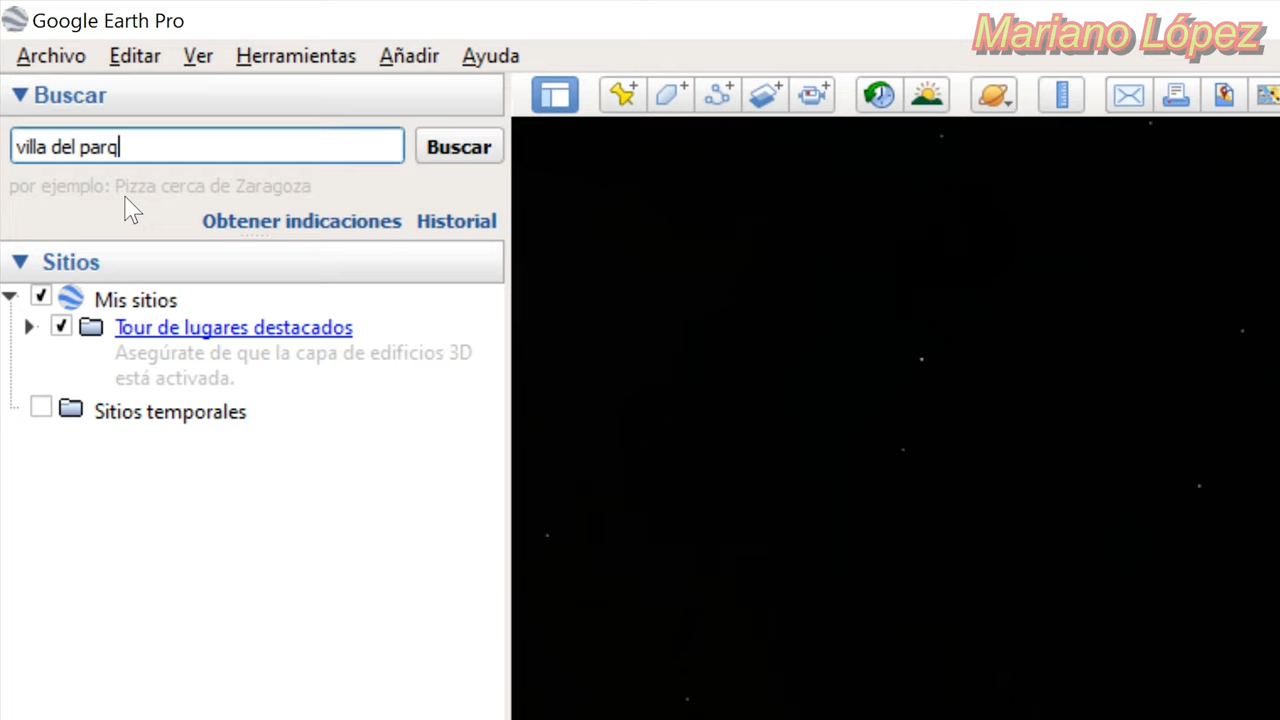 Google Earth Pro
Mariano López
Archivo Editar Ver Herramientas Añadir Ayuda
Buscar
villa del parq
Buscar
por ejemplo: Pizza cerca de Zaragoza
Obtener indicaciones Historial
Sitios
Mis sitios
Tour de lugares destacados
Asegúrate de que la capa de edificios 3D
está activada.
Sitios temporales